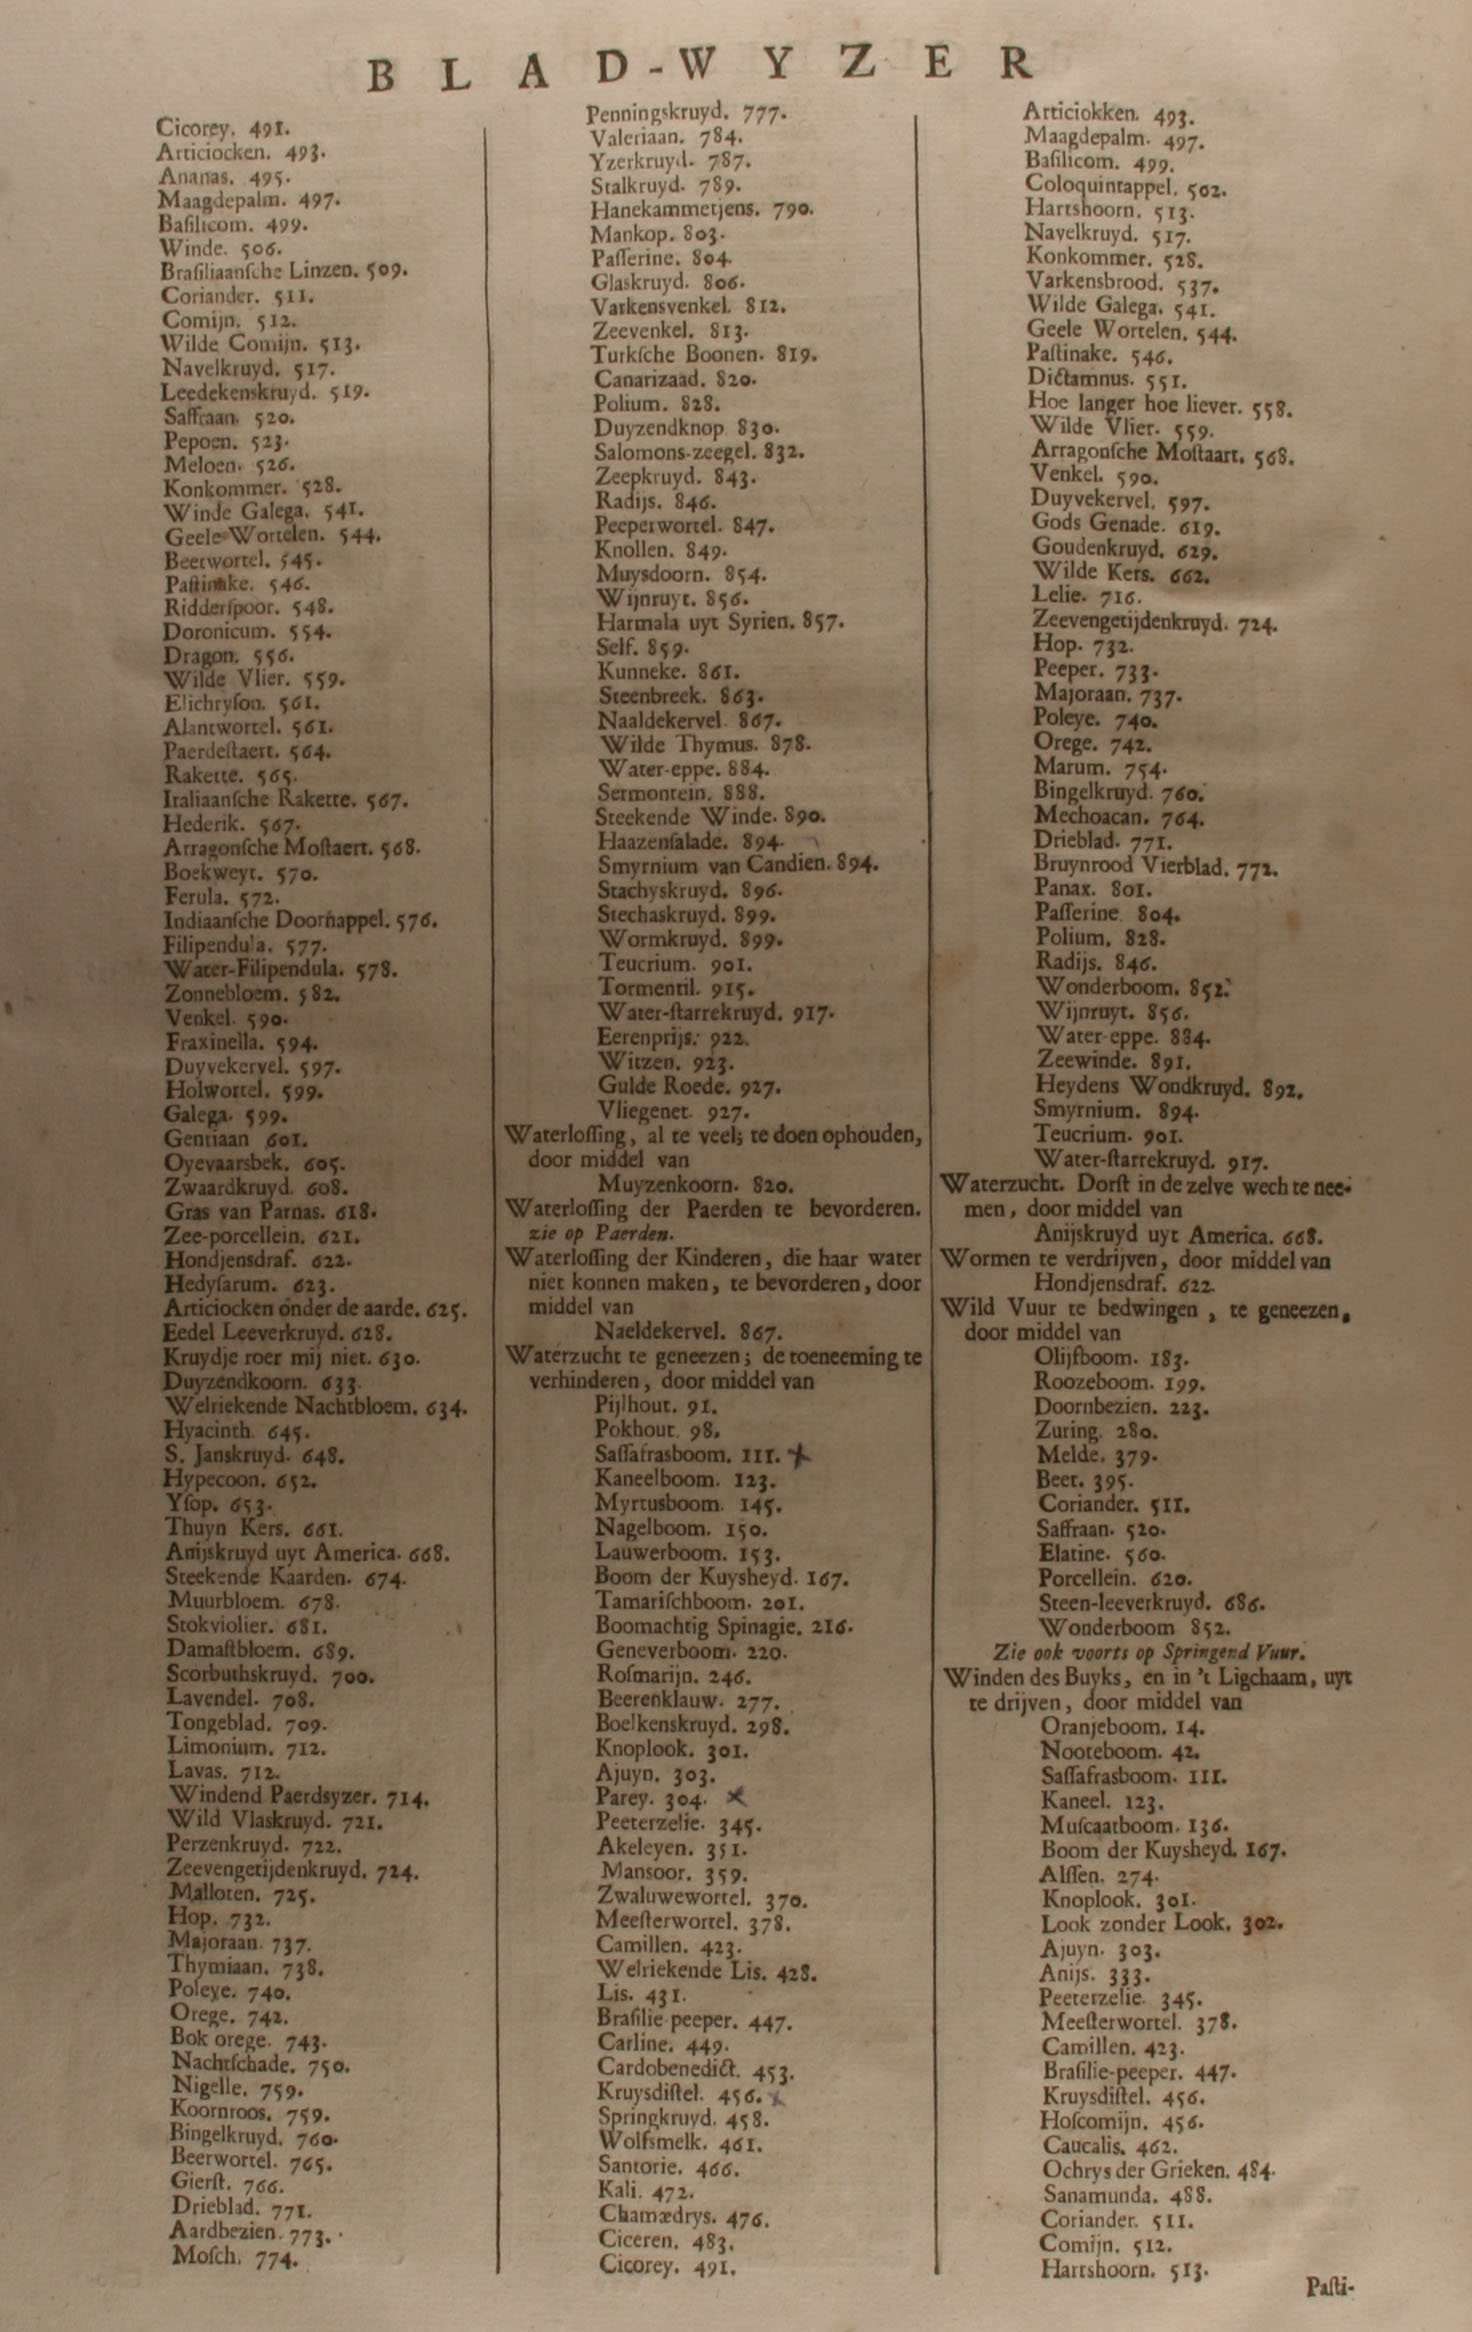 BLAD-WYZER
Cicorey. 491.
Articiocken. 493.
Ananas. 495.
Maagdepalm. 497.
Baſilicom. 499.
Winde. 506.
Braſiliaanſche Linzen. 509.
Coriander. 511.
Comijn. 512.
Wilde Comijn. 513.
Navelkruyd. 517.
Leedekenskruyd. 519.
Saffraan. 520.
Pepoen. 523.
Meloen. 526.
Konkommer. 528.
Winde Galega. 541.
Geele Wortelen. 544.
Beetwortel. 545.
Paſtinake. 546.
Ridderſpoor. 548.
Doronicum. 554.
Dragon. 556.
Wilde Vlier. 559.
Elichryſon. 561.
Alantwortel. 561.
Paerdeſtaert. 564.
Rakette. 565.
Italiaanſche Rakette. 567.
Hederik. 567.
Arragonſche Moſtaert. 568.
Boekweyt. 570.
Ferula. 572.
Indiaanſche Doornappel. 576.
Filipendula. 577.
Water-Filipendula. 578.
Zonnebloem. 582.
Venkel. 590.
Fraxinella. 594.
Duyvekervel. 597.
Holwortel. 599.
Galega. 599.
Gentiaan 601.
Oyevaarsbek. 605.
Zwaardkruyd. 608.
Gras van Parnas. 618.
Zee-porcellein. 621.
Hondjensdraf. 622.
Hedyſarum. 623.
Articiocken onder de aarde. 625.
Eedel Leeverkruyd. 628.
Kruydje roer mij niet. 630.
Duyzendkoorn. 633.
Welriekende Nachtbloem. 634.
Hyacinth. 645.
S. Janskruyd. 648.
Hypecoon. 652.
Yſop. 653.
Thuyn Kers. 661.
Anijskruyd uyt America. 668.
Steekende Kaarden. 674.
Muurbloem. 678.
Stokviolier. 681.
Damaſtbloem. 689.
Scorbuthskruyd. 700.
Lavendel. 708.
Tongeblad. 709.
Limonium. 712.
Lavas. 712.
Windend Paerdsyzer. 714.
Wild Vlaskruyd. 721.
Perzenkruyd. 722.
Zeevengetijdenkruyd. 724.
Malloten. 725.
Hop. 732.
Majoraan. 737.
Thymiaan. 738.
Poleye. 740.
Orege. 742.
Bok orege. 743.
Nachtſchade. 750.
Nigelle. 759.
Koornroos. 759.
Bingelkruyd. 760.
Beerwortel. 765.
Gierſt. 766.
Drieblad. 771.
Aardbezien. 773.
Moſch. 774.
Penningskruyd. 777.
Valeriaan. 784.
Yzerkruyd. 787.
Stalkruyd. 789.
Hanekammetjens. 790.
Mankop. 803.
Paſſerine. 804.
Glaskruyd. 806.
Varkensvenkel. 812.
Zeevenkel. 813.
Turkſche Boonen. 819.
Canarizaad. 820.
Polium. 828.
Duyzendknop 830.
Salomons-zeegel. 832.
Zeepkruyd. 843.
Radijs. 846.
Peeperwortel. 847.
Knollen. 849.
Muysdoorn. 854.
Wijnruyt. 856.
Harmala uyt Syrien. 857.
Self. 859.
Kunneke. 861.
Steenbreek. 863.
Naaldekervel 867.
Wilde Thymus. 878.
Water-eppe. 884.
Sermontein. 888.
Steekende Winde. 890.
Haazenſalade. 894.
Smyrnium van Candien. 894.
Stachyskruyd. 896.
Stechaskruyd. 899.
Wormkruyd. 899.
Teucrium. 901.
Tormentil. 915.
Water-ſtarrekruyd. 917.
Eerenprijs. 922.
Witzen. 923.
Gulde Roede. 927.
Vliegenet. 927.
Waterloſſing, al te veel; te doen ophouden,
door middel van
Muyzenkoorn. 820.
Waterloſſing der Paerden te bevorderen.
zie op Paerden.
Waterloſſing der Kinderen, die haar water
niet konnen maken, te bevorderen, door
middel van
Naeldekervel. 867.
Waterzucht te geneezen; de toeneeming te
verhinderen, door middel van
Pijlhout. 91.
Pokhout. 98.
Saſſafrasboom. 111.
Kaneelboom. 123.
Myrtusboom. 145.
Nagelboom. 150.
Lauwerboom. 153.
Boom der Kuysheyd. 167.
Tamariſchboom. 201.
Boomachtig Spinagie. 216.
Geneverboom. 220.
Roſmarijn. 246.
Beerenklauw. 277.
Boelkenskruyd. 298.
Knoplook. 301.
Ajuyn. 303.
Parey. 304.
Peeterzelie. 345.
Akeleyen. 351.
Mansoor. 359.
Zwaluwewortel. 370.
Meeſterwortel. 378.
Camillen. 423.
Welriekende Lis. 428.
Lis. 431.
Braſilie-peeper. 447.
Carline. 449.
Cardobenedict. 453.
Kruysdiſtel. 456.
Springkruyd. 458.
Wolfsmelk. 461.
Santorie. 466.
Kali. 472.
Chamædrys. 476.
Ciceren. 483.
Cicorey. 491.
Articiokken. 493.
Maagdepalm. 497.
Baſilicom. 499.
Coloquintappel. 502.
Hartshoorn. 513.
Navelkruyd. 517.
Konkommer. 528.
Varkensbrood. 537.
Wilde Galega. 541.
Geele Wortelen. 544.
Paſtinake. 546.
Dictamnus. 551.
Hoe langer hoe liever. 558.
Wilde Vlier. 559.
Arragonſche Moſtaart. 568.
Venkel. 590.
Duyvekervel. 597.
Gods Genade. 619.
Goudenkruyd. 629.
Wilde Kers. 662.
Lelie. 716.
Zeevengetijdenkruyd. 724.
Hop. 732.
Peeper. 733.
Majoraan. 737.
Poleye. 740.
Orege. 742.
Marum. 754.
Bingelkruyd. 760.
Mechoacan. 764.
Drieblad. 771.
Bruynrood Vierblad. 772.
Panax. 801.
Paſſerine. 804.
Polium. 828.
Radijs. 846.
Wonderboom. 852.
Wijnruyt. 856.
Water-eppe. 884.
Zeewinde. 891.
Heydens Wondkruyd. 892.
Smyrnium. 894.
Teucrium. 901.
Water-ſtarrekruyd. 917.
Waterzucht. Dorſt in de zelve wech te nee-
men, door middel van
Anijskruyd uyt America. 668.
Wormen te verdrijven, door middel van
Hondjensdraf. 622.
Wild Vuur te bedwingen, te geneezen,
door middel van
Olijfboom. 183.
Roozeboom. 199.
Doornbezien. 223.
Zuring. 280.
Melde. 379.
Beet. 395.
Coriander. 511.
Saffraan. 520.
Elatine. 560.
Porcellein. 620.
Steen-leeverkruyd. 686.
Wonderboom 852.
Zie ook voorts op Springend Vuur.
Winden des Buyks, en in 't Ligchaam, uyt
te drijven, door middel van
Oranjeboom. 14.
Nooteboom. 42.
Saſſafrasboom. 111.
Kaneel. 123.
Muſcaatboom. 136.
Boom der Kuysheyd. 167.
Alſſen. 274.
Knoplook. 301.
Look zonder Look. 302.
Ajuyn. 303.
Anijs. 333.
Peeterzelie. 345.
Meeſterwortel. 378.
Camillen. 423.
Braſilie-peeper. 447.
Kruysdiſtel. 456.
Hofcomijn. 456.
Caucalis. 462.
Ochrys der Grieken. 484.
Sanamunda. 488.
Coriander. 511.
Comijn. 512.
Hartshoorn. 513.
Paſti-